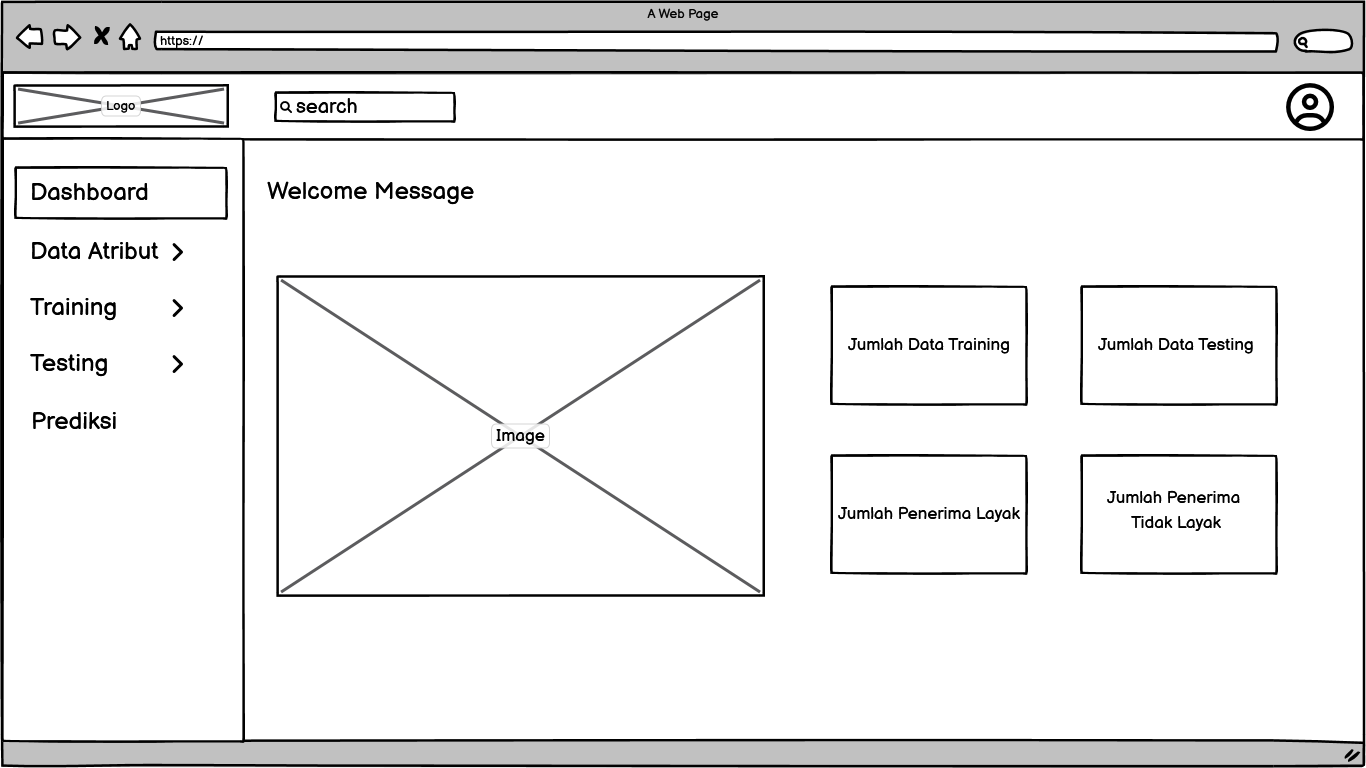 A Web Page
https://
Logo
search
Dashboard
Data Atribut
Training
Testing
Prediksi
Welcome Message
Image
Jumlah Data Training
Jumlah Data Testing
Jumlah Penerima Layak
Jumlah Penerima
Tidak Layak